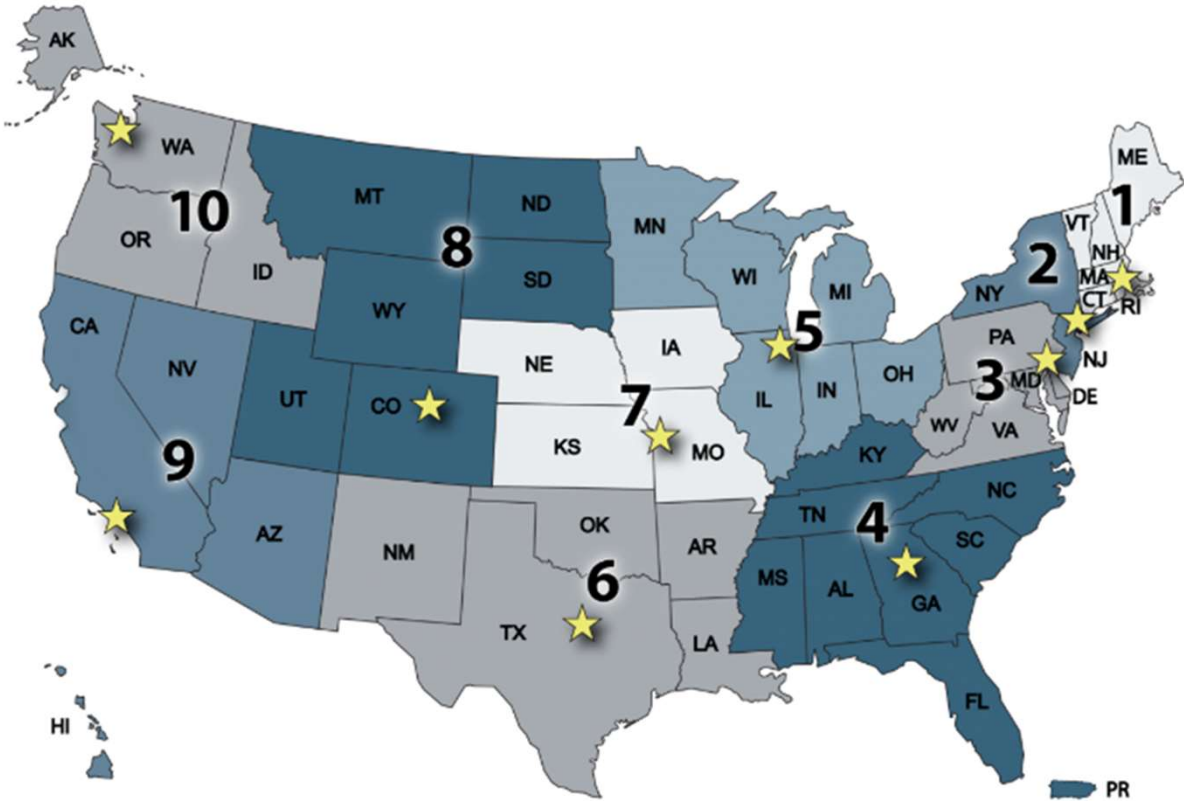 AK
WA
10
OR
ID
MT
ND
8
SD
WY
MN
WI
MI
5
ME
1
VT
NH
2
NY
MA
CT
RI
CA
NV
9
UT
CO
NE
IA
7
KS
MO
IL
IN
OH
PA
3
NJ
MD
DE
WV
VA
KY
AZ
NM
OK
6
TX
AR
LA
TN
4
NC
SC
MS
AL
GA
FL
HI
PR